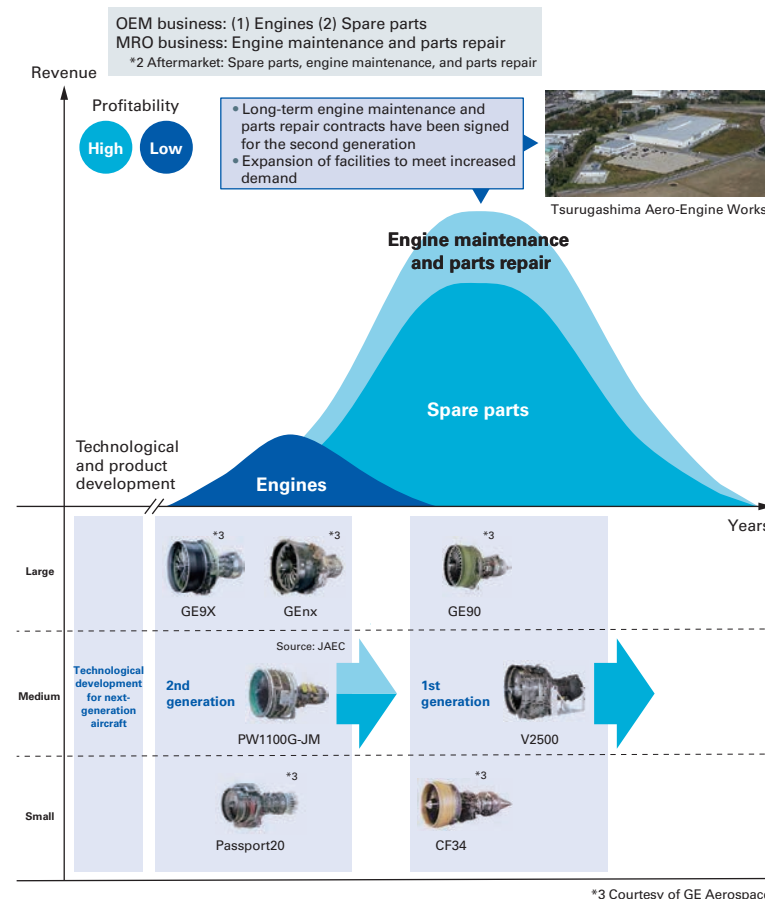 OEM business: (1) Engines (2) Spare parts
MRO business: Engine maintenance and parts repair
*2 Aftermarket: Spare parts, engine maintenance, and parts repair
Revenue
Profitability
High
Low
• Long-term engine maintenance and
parts repair contracts have been signed
for the second generation
• Expansion of facilities to meet increased
demand
Tsurugashima Aero-Engine Works
Engine maintenance
and parts repair
Spare parts
Technological
and product
development
Engines
Years
Large
*3
GE9X
*3
GEnx
*3
GE90
Medium
Technological
development
for next-
generation
aircraft
2nd
generation
Source: JAEC
PW1100G-JM
1st
generation
V2500
Small
*3
Passport20
*3
CF34
*3 Courtesy of GE Aerospace